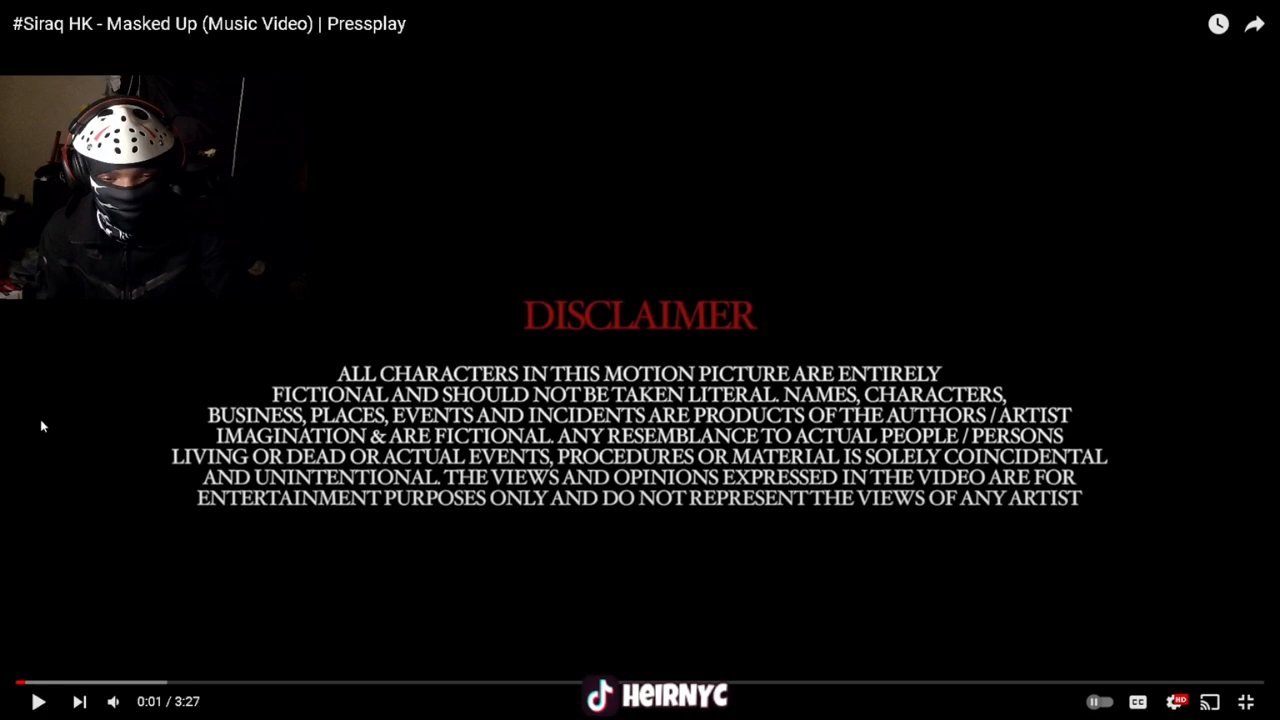 #Siraq HK - Masked Up (Music Video) | Pressplay
DISCLAIMER
ALL CHARACTERS IN THIS MOTION PICTURE ARE ENTIRELY
FICTIONAL AND SHOULD NOT BE TAKEN LITERAL. NAMES, CHARACTERS,
BUSINESS, PLACES, EVENTS AND INCIDENTS ARE PRODUCTS OF THE AUTHORS / ARTIST
IMAGINATION & ARE FICTIONAL. ANY RESEMBLANCE TO ACTUAL PEOPLE / PERSONS
LIVING OR DEAD OR ACTUAL EVENTS, PROCEDURES OR MATERIAL IS SOLELY COINCIDENTAL
AND UNINTENTIONAL. THE VIEWS AND OPINIONS EXPRESSED IN THE VIDEO ARE FOR
ENTERTAINMENT PURPOSES ONLY AND DO NOT REPRESENT THE VIEWS OF ANY ARTIST
0:01 / 3:27
HEIRNYC
CC
HD